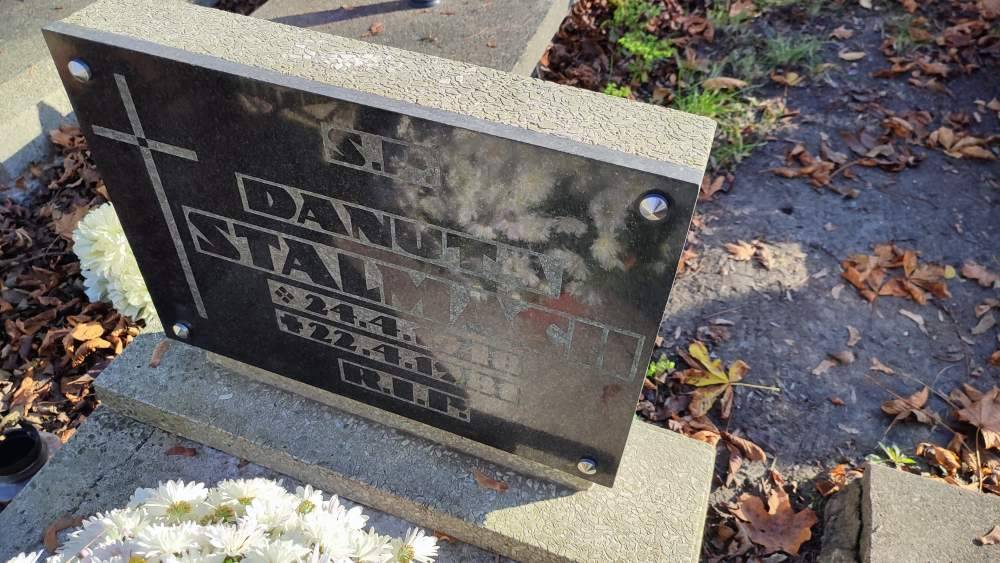 Ś.P.
DANUTA
STALMACH
24.4.
22.4.
R.I.P.